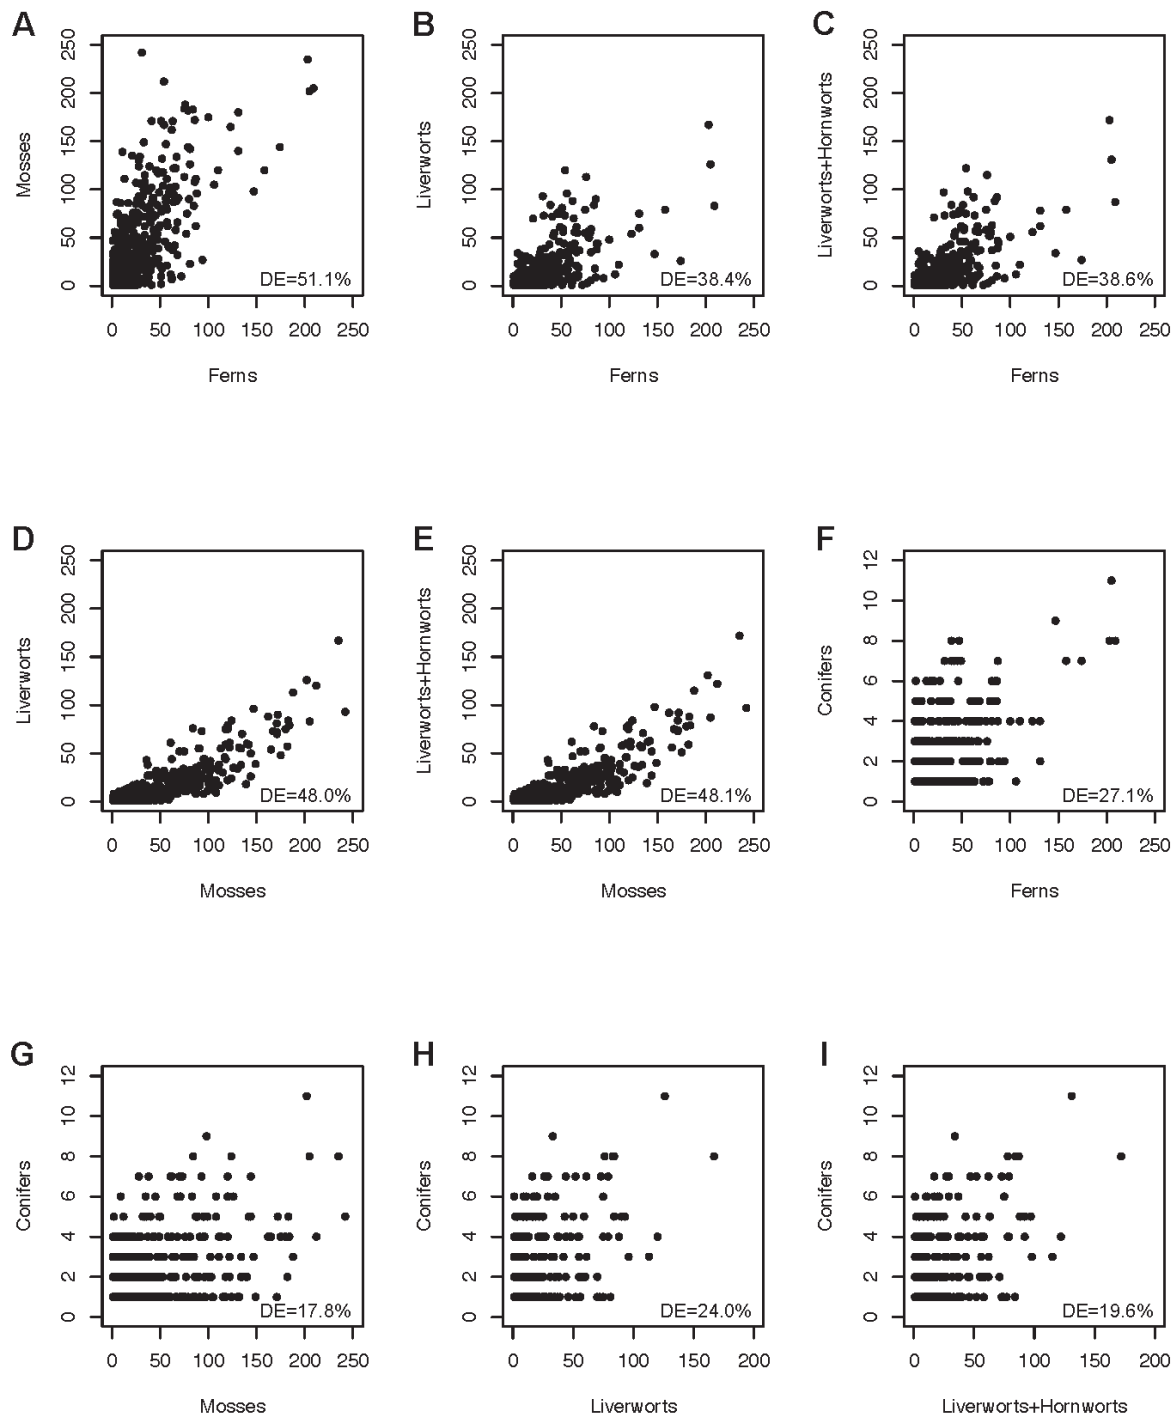 A
B
C
Mosses
250
200
150
100
50
0
DE=51.1%
0 50 100 150 200 250
Ferns
Liverworts
250
200
150
100
50
0
DE=38.4%
0 50 100 150 200 250
Ferns
Liverworts+Hornworts
250
200
150
100
50
0
DE=38.6%
0 50 100 150 200 250
Ferns
D
E
F
Liverworts
250
200
150
100
50
0
DE=48.0%
0 50 100 150 200 250
Mosses
Liverworts+Hornworts
250
200
150
100
50
0
DE=48.1%
0 50 100 150 200 250
Mosses
Conifers
12
10
8
6
4
2
0
DE=27.1%
0 50 100 150 200 250
Ferns
G
H
I
Conifers
12
10
8
6
4
2
0
DE=17.8%
0 50 100 150 200 250
Mosses
Conifers
12
10
8
6
4
2
0
DE=24.0%
0 50 100 150 200
Liverworts
Conifers
12
10
8
6
4
2
0
DE=19.6%
0 50 100 150 200
Liverworts+Hornworts